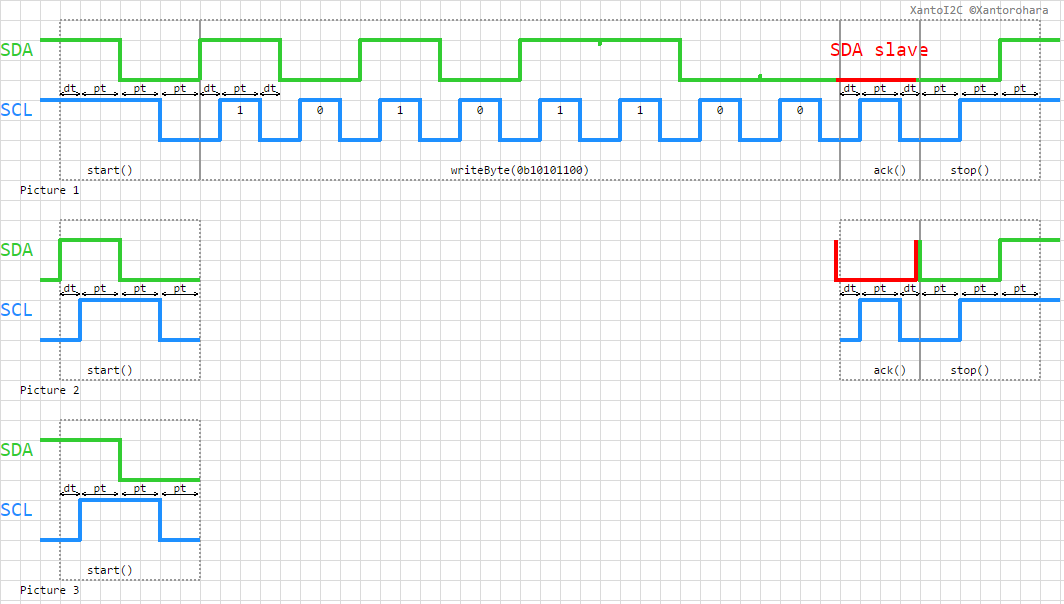 XantoI2C ©Xantorohara
SDA
SDA slave
dt pt pt pt dt pt dt dt pt dt pt pt pt
SCL
1 0 1 0 1 1 0 0
start() writeByte(0b10101100) ack() stop()
Picture 1
SDA
dt pt pt pt dt pt dt pt pt pt
SCL
start() ack() stop()
Picture 2
SDA
dt pt pt pt
SCL
start()
Picture 3